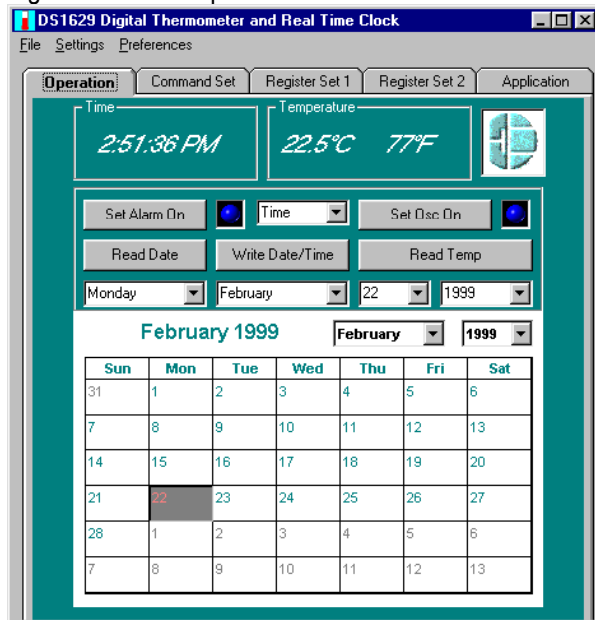 DS1629 Digital Thermometer and Real Time Clock
File Settings Preferences
Operation Command Set Register Set 1 Register Set 2 Application
Time Temperature
2:51:36 PM 22.5°C 77°F
Set Alarm On Time Set Osc On
Read Date Write Date/Time Read Temp
Monday February 22 1999
February 1999 February 1999
Sun Mon Tue Wed Thu Fri Sat
31 1 2 3 4 5 6
7 8 9 10 11 12 13
14 15 16 17 18 19 20
21 22 23 24 25 26 27
28 1 2 3 4 5 6
7 8 9 10 11 12 13